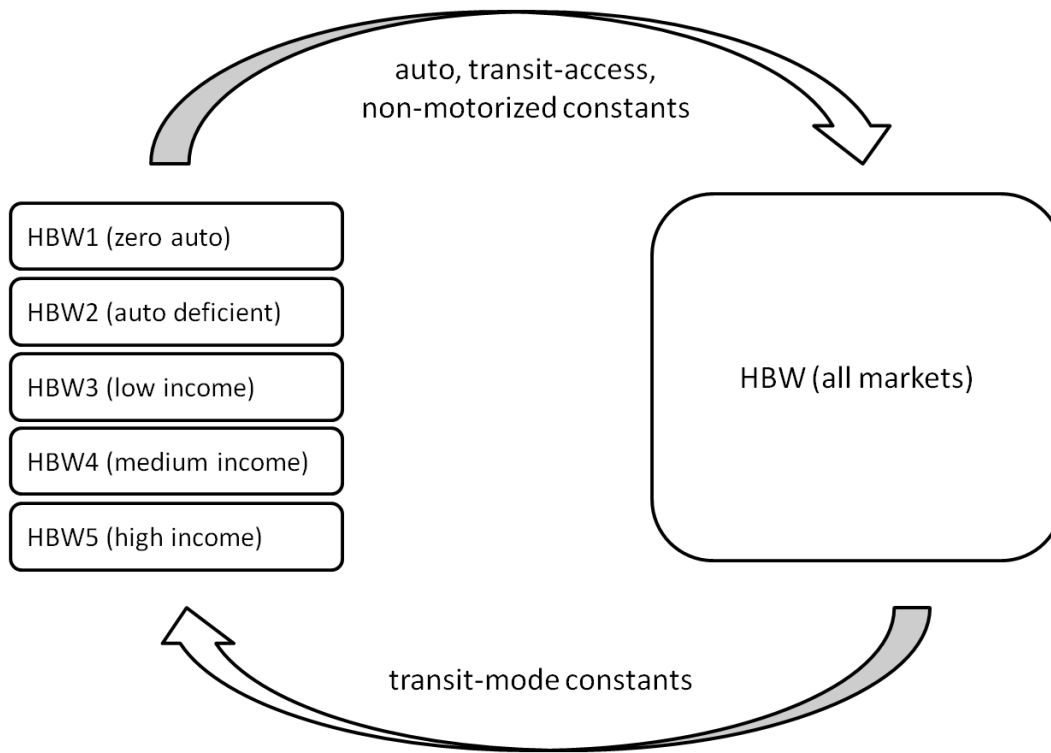 auto, transit-access,
non-motorized constants
HBW1 (zero auto)
HBW2 (auto deficient)
HBW3 (low income)
HBW4 (medium income)
HBW5 (high income)
HBW (all markets)
transit-mode constants